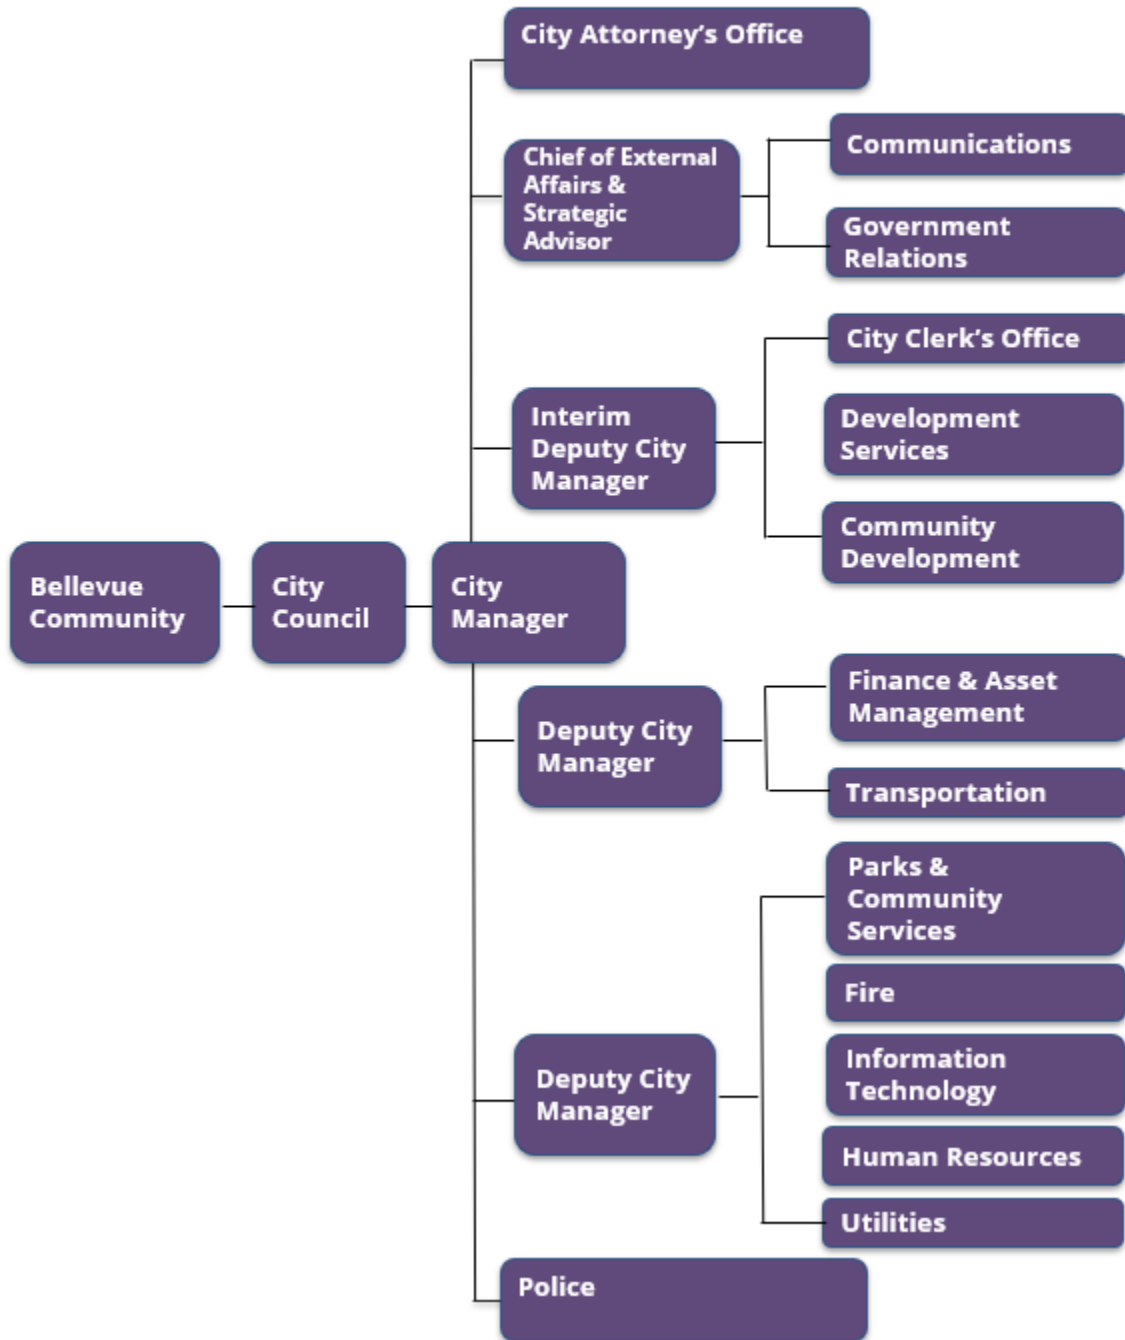 City Attorney’s Office
Chief of External
Affairs &
Strategic
Advisor
Communications
Government
Relations
Interim
Deputy City
Manager
City Clerk’s Office
Development
Services
Community
Development
Bellevue
Community
City
Council
City
Manager
Deputy City
Manager
Finance & Asset
Management
Transportation
Deputy City
Manager
Parks &
Community
Services
Fire
Information
Technology
Human Resources
Utilities
Police